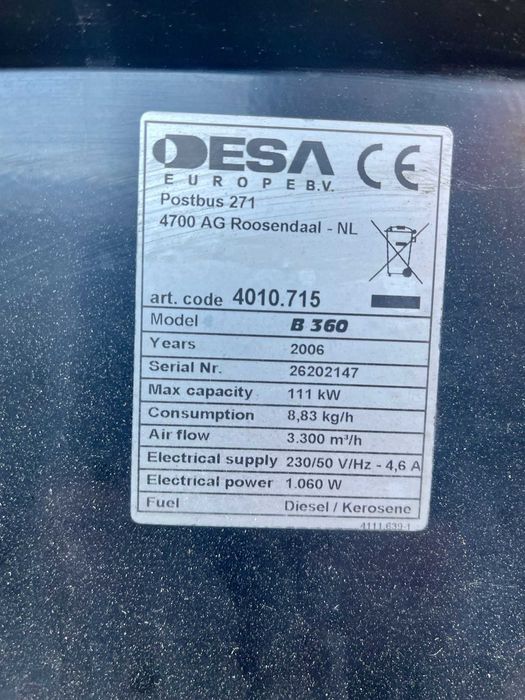 DESA CE
EUROPE B.V.
Postbus 271
4700 AG Roosendaal - NL
art. code 4010.715
Model B 360
Years 2006
Serial Nr. 26202147
Max capacity 111 kW
Consumption 8,83 kg/h
Air flow 3.300 m³/h
Electrical supply 230/50 V/Hz - 4,6 A
Electrical power 1.060 W
Fuel Diesel / Kerosene
4111.639-1